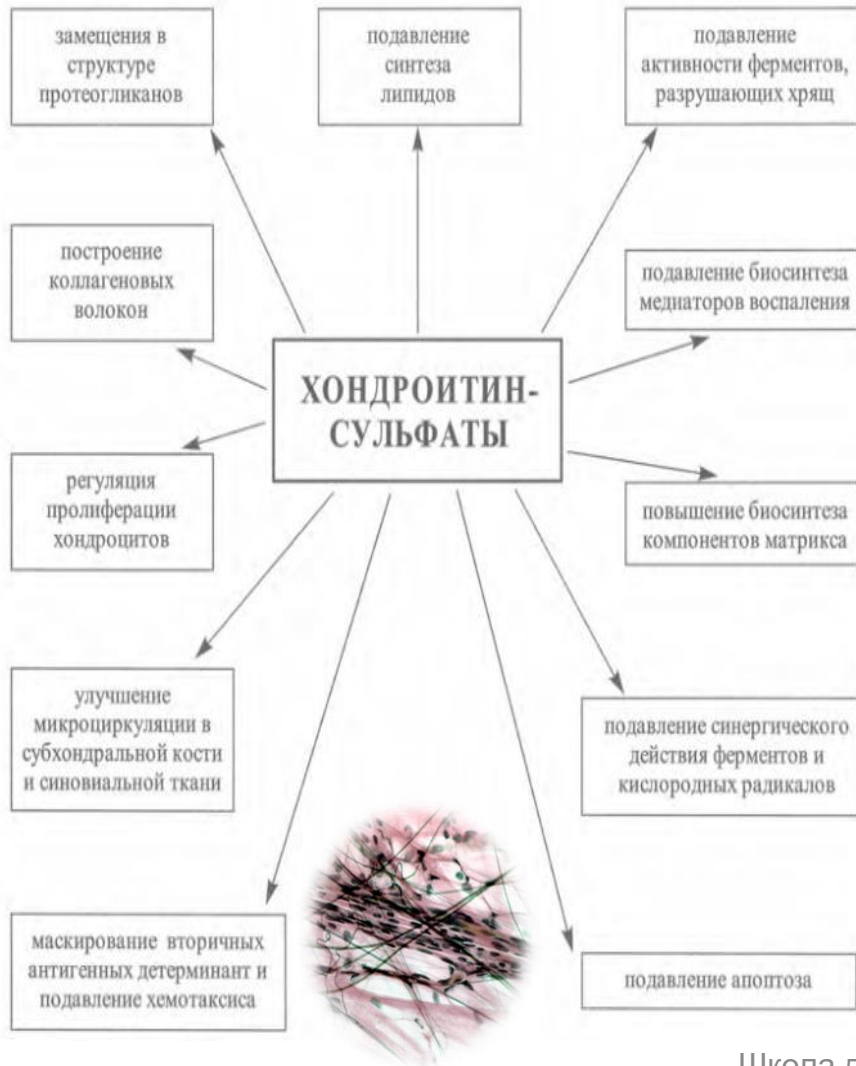 замещения в
структуре
протеогликанов
подавление
синтеза
липидов
подавление
активности ферментов,
разрушающих хрящ
построение
коллагеновых
волокон
подавление биосинтеза
медиаторов воспаления
ХОНДРОИТИН-
СУЛЬФАТЫ
регуляция
пролиферации
хондроцитов
повышение биосинтеза
компонентов матрикса
улучшение
микроциркуляции в
субхондральной кости
и синовиальной ткани
подавление синергического
действия ферментов и
кислородных радикалов
маскирование вторичных
антигенных детерминант и
подавление хемотаксиса
подавление апоптоза
Школа